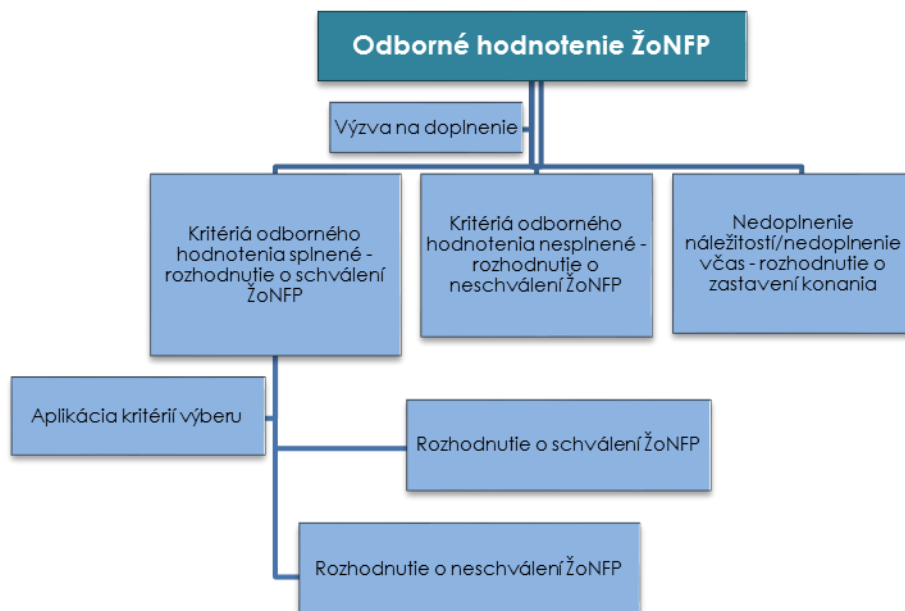 Odborné hodnotenie ŽoNFP
Výzva na doplnenie
Kritériá odborného
hodnotenia splnené -
rozhodnutie o schválení
ŽoNFP
Kritériá odborného
hodnotenia nesplnené -
rozhodnutie o
neschválení ŽoNFP
Nedoplnenie
náležitostí/nedoplnenie
včas - rozhodnutie o
zastavení konania
Aplikácia kritérií výberu
Rozhodnutie o schválení ŽoNFP
Rozhodnutie o neschválení ŽoNFP